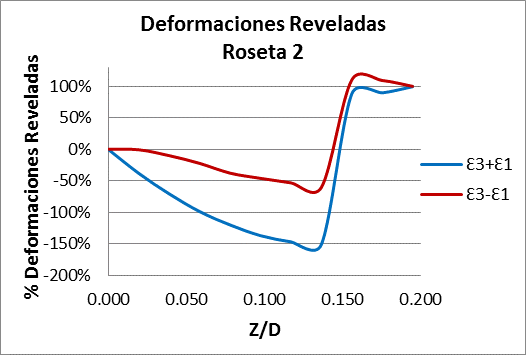 Deformaciones Reveladas
Roseta 2
% Deformaciones Reveladas
100%
50%
0%
-50%
-100%
-150%
-200%
0.000 0.050 0.100 0.150 0.200
Z/D
Ɛ3+Ɛ1
Ɛ3-Ɛ1